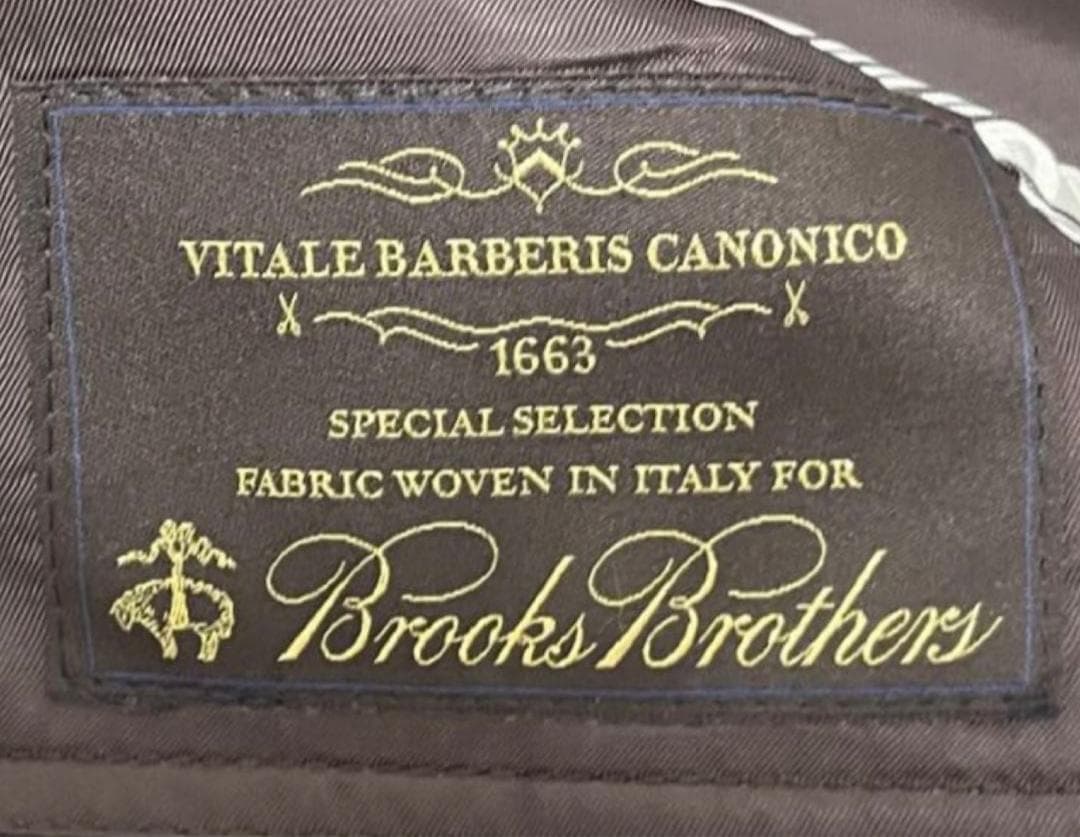 VITALE BARBERIS CANONICO
1663
SPECIAL SELECTION
FABRIC WOVEN IN ITALY FOR
Brooks Brothers